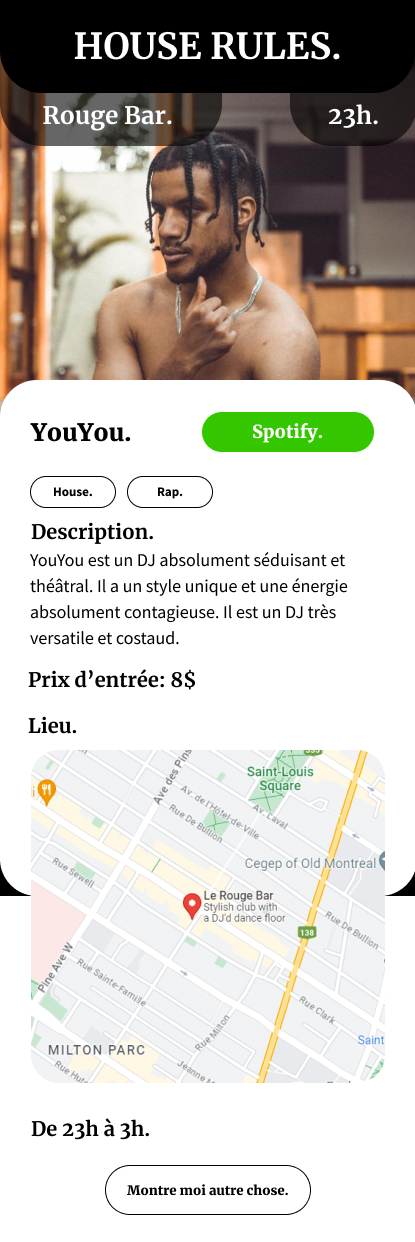 HOUSE RULES.
Rouge Bar.
23h.
YouYou.
Spotify.
House.
Rap.
Description.
YouYou est un DJ absolument séduisant et
théâtral. Il a un style unique et une énergie
absolument contagieuse. Il est un DJ très
versatile et costaud.
Prix d’entrée: 8$
Lieu.
Ave des Pins
Saint-Louis
Square
Av. de l'Hôtel-de-Ville
Rue De Bullion
Av. Laval
Cegep of Old Montreal
Rue Sewell
Le Rouge Bar
Stylish club with
a DJ'd dance floor
Rue De Bullion
138
Pine Ave W
Rue Sainte-Famille
Rue Clark
Rue Milton
Saint
MILTON PARC
Jeanne M
Rue Hu
De 23h à 3h.
Montre moi autre chose.